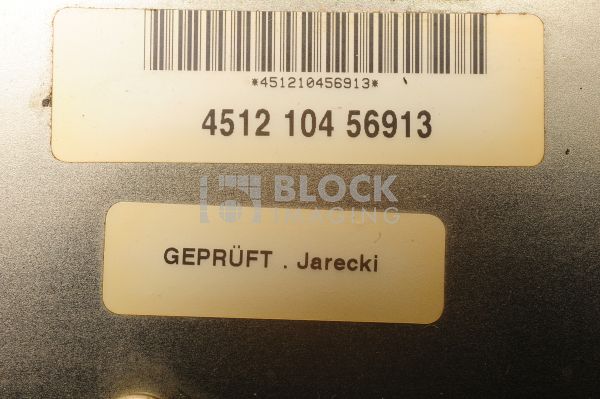 *451210456913*
4512 104 56913
BLOCK
IMAGING
GEPRÜFT . Jarecki